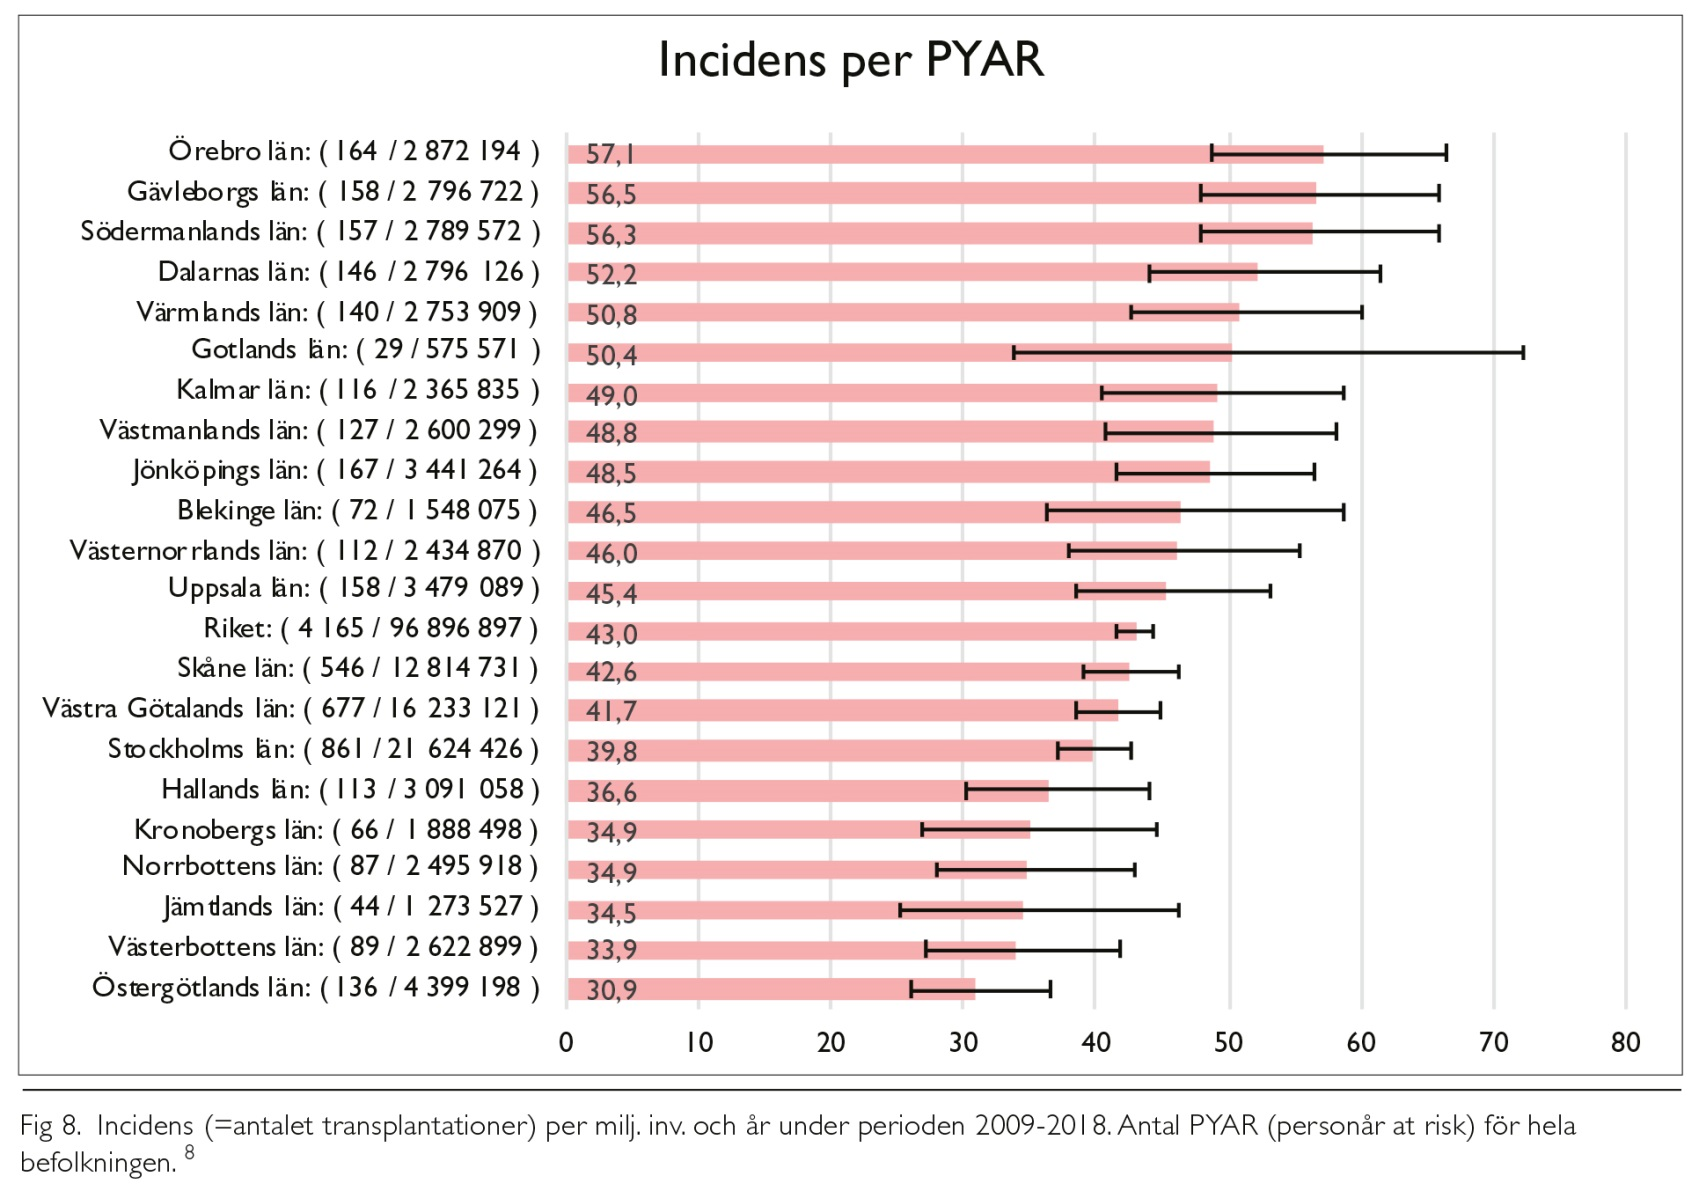 Incidens per PYAR
Örebro län: ( 164 / 2 872 194 ) 57,1
Gävleborgs län: ( 158 / 2 796 722 ) 56,5
Södermanlands län: ( 157 / 2 789 572 ) 56,3
Dalarnas län: ( 146 / 2 796 126 ) 52,2
Värmlands län: ( 140 / 2 753 909 ) 50,8
Gotlands län: ( 29 / 575 571 ) 50,4
Kalmar län: ( 116 / 2 365 835 ) 49,0
Västmanlands län: ( 127 / 2 600 299 ) 48,8
Jönköpings län: ( 167 / 3 441 264 ) 48,5
Blekinge län: ( 72 / 1 548 075 ) 46,5
Västernorrlands län: ( 112 / 2 434 870 ) 46,0
Uppsala län: ( 158 / 3 479 089 ) 45,4
Riket: ( 4 165 / 96 896 897 ) 43,0
Skåne län: ( 546 / 12 814 731 ) 42,6
Västra Götalands län: ( 677 / 16 233 121 ) 41,7
Stockholms län: ( 861 / 21 624 426 ) 39,8
Hallands län: ( 113 / 3 091 058 ) 36,6
Kronobergs län: ( 66 / 1 888 498 ) 34,9
Norrbottens län: ( 87 / 2 495 918 ) 34,9
Jämtlands län: ( 44 / 1 273 527 ) 34,5
Västerbottens län: ( 89 / 2 622 899 ) 33,9
Östergötlands län: ( 136 / 4 399 198 ) 30,9
0 10 20 30 40 50 60 70 80
Fig 8. Incidens (=antalet transplantationer) per milj. inv. och år under perioden 2009-2018. Antal PYAR (personår at risk) för hela
befolkningen. 8